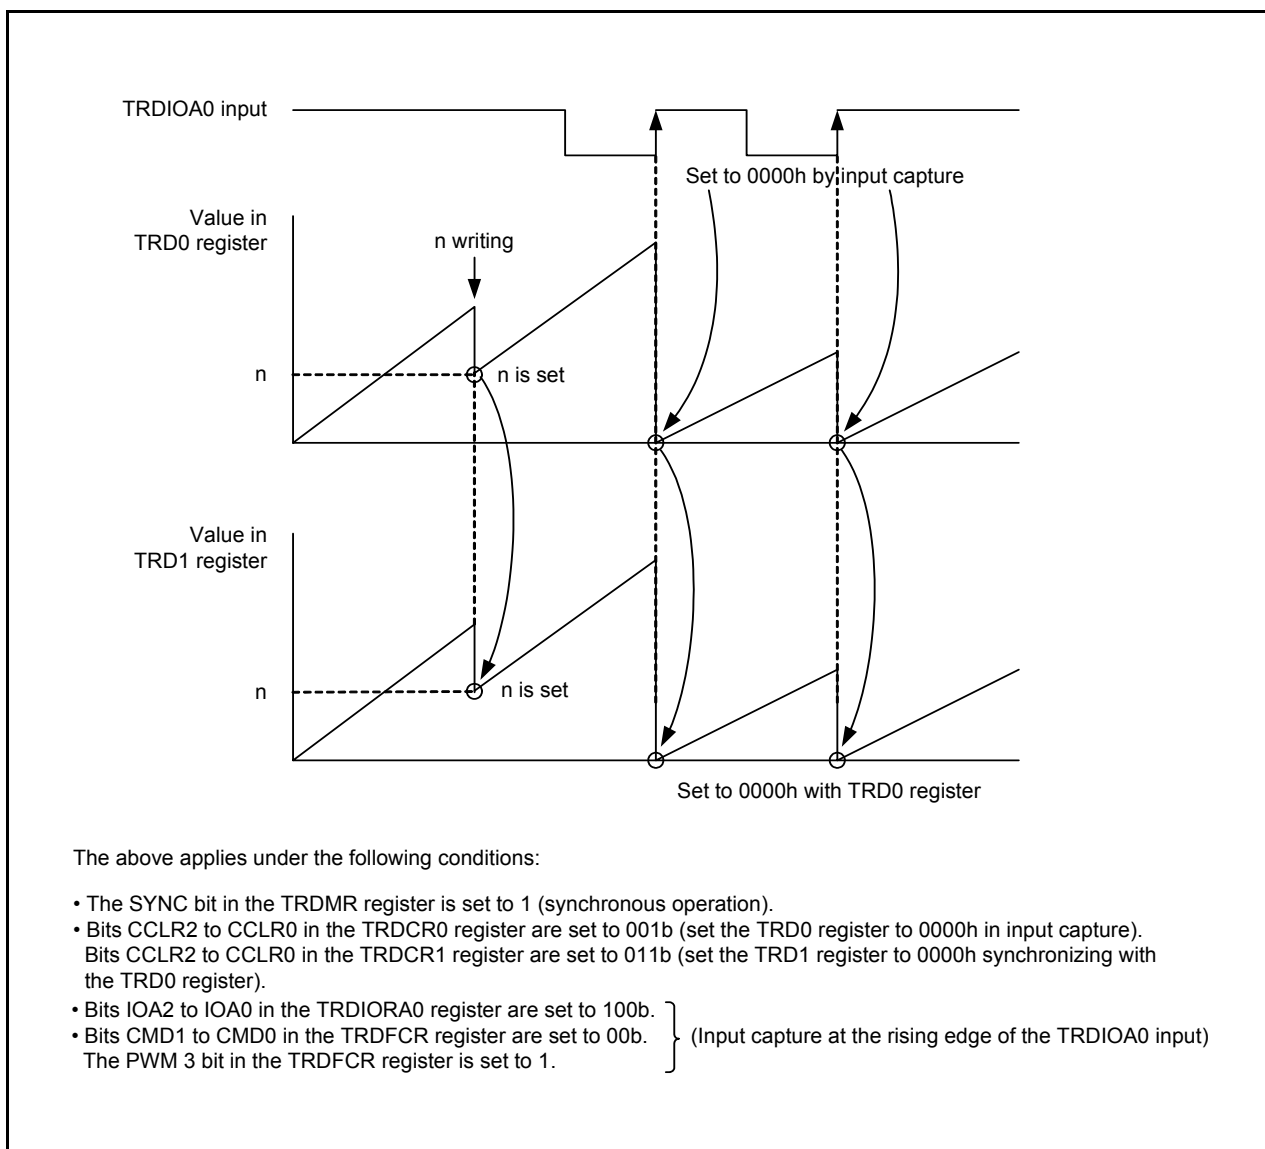 TRDIOA0 input
Set to 0000h by input capture
Value in
TRD0 register
n writing
n
n is set
Value in
TRD1 register
n
n is set
Set to 0000h with TRD0 register
The above applies under the following conditions:
• The SYNC bit in the TRDMR register is set to 1 (synchronous operation).
• Bits CCLR2 to CCLR0 in the TRDCR0 register are set to 001b (set the TRD0 register to 0000h in input capture).
Bits CCLR2 to CCLR0 in the TRDCR1 register are set to 011b (set the TRD1 register to 0000h synchronizing with
the TRD0 register).
• Bits IOA2 to IOA0 in the TRDIORA0 register are set to 100b.
• Bits CMD1 to CMD0 in the TRDFCR register are set to 00b.
The PWM 3 bit in the TRDFCR register is set to 1.
(Input capture at the rising edge of the TRDIOA0 input)